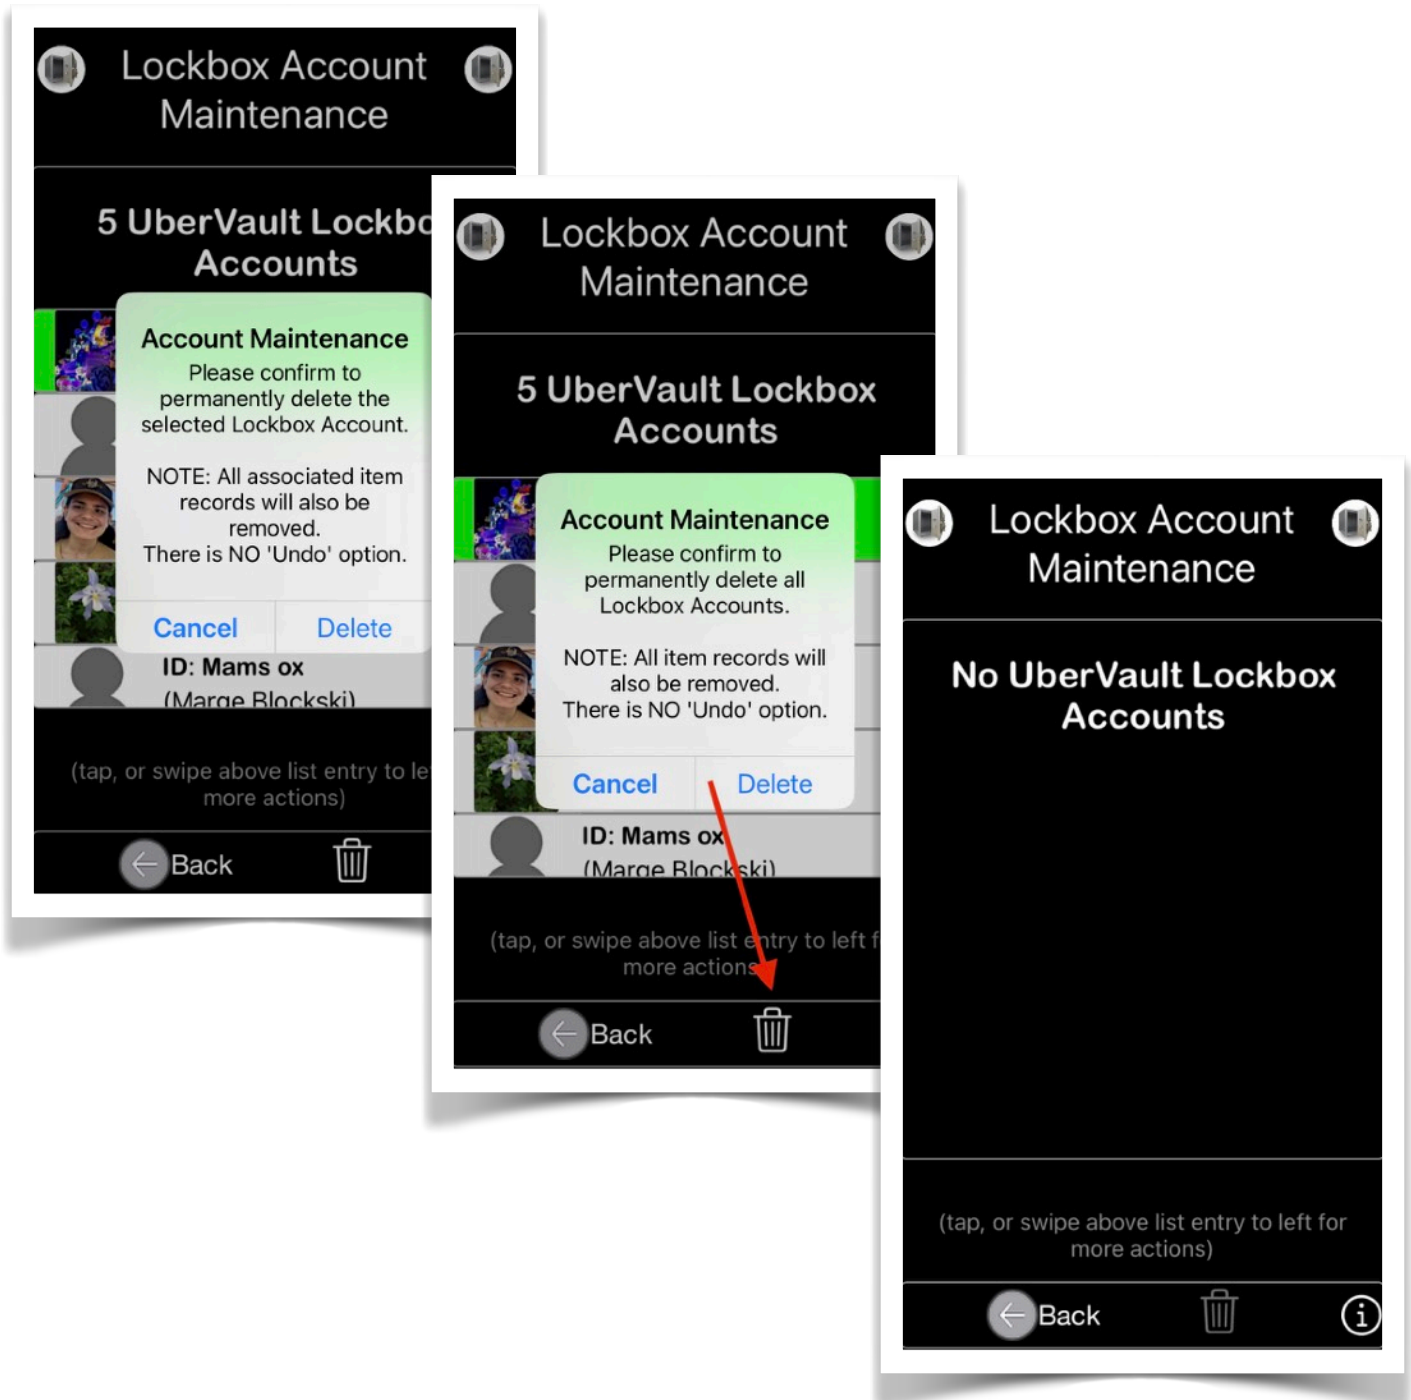 Lockbox Account
Maintenance
5 UberVault Lockbo
Accounts
Account Maintenance
Please confirm to
permanently delete the
selected Lockbox Account.
NOTE: All associated item
records will also be
removed.
There is NO 'Undo' option.
Cancel Delete
ID: Mams ox
(Marge Blockski)
(tap, or swipe above list entry to le
more actions)
Back
Lockbox Account
Maintenance
5 UberVault Lockbox
Accounts
Account Maintenance
Please confirm to
permanently delete all
Lockbox Accounts.
NOTE: All item records will
also be removed.
There is NO 'Undo' option.
Cancel Delete
ID: Mams ox
(Marge Blockski)
(tap, or swipe above list entry to left f
more actions
Back
Lockbox Account
Maintenance
No UberVault Lockbox
Accounts
(tap, or swipe above list entry to left for
more actions)
Back